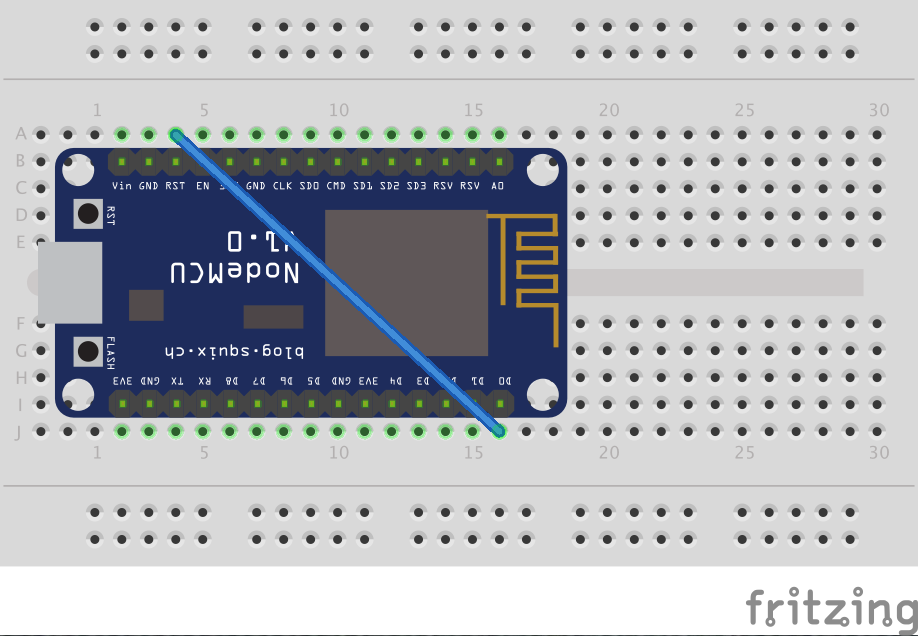 1 5 10 15 20 25 30
A
B
Vin GND RST EN GND CLK SD0 CMD SD1 SD2 SD3 RSV RSV A0
C
D
RST
E
V1.0
NodeMCU
F
blog.squix.ch
G
FLASH
H
3V3 GND TX RX D8 D7 D6 D5 GND 3V3 D4 D3 D1 D0
I
J
1 5 10 15 20 25 30
fritzing